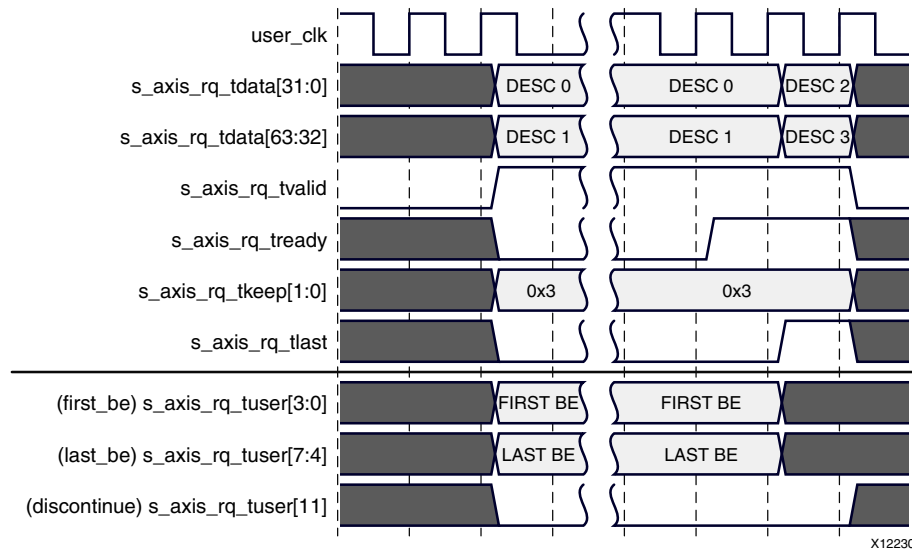 user_clk
s_axis_rq_tdata[31:0] DESC 0 DESC 0 DESC 2
s_axis_rq_tdata[63:32] DESC 1 DESC 1 DESC 3
s_axis_rq_tvalid
s_axis_rq_tready
s_axis_rq_tkeep[1:0] 0x3 0x3
s_axis_rq_tlast
(first_be) s_axis_rq_tuser[3:0] FIRST BE FIRST BE
(last_be) s_axis_rq_tuser[7:4] LAST BE LAST BE
(discontinue) s_axis_rq_tuser[11]
X12230